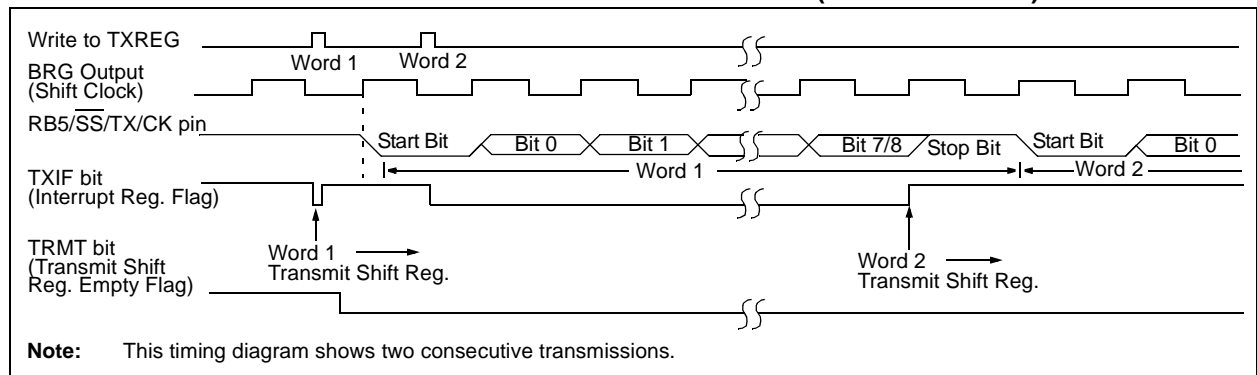 Write to TXREG
Word 1
Word 2
BRG Output
(Shift Clock)
RB5/SS/TX/CK pin
Start Bit
Bit 0
Bit 1
Bit 7/8
Stop Bit
Start Bit
Bit 0
Word 1
Word 2
TXIF bit
(Interrupt Reg. Flag)
TRMT bit
(Transmit Shift
Reg. Empty Flag)
Word 1
Transmit Shift Reg.
Word 2
Transmit Shift Reg.
Note: This timing diagram shows two consecutive transmissions.